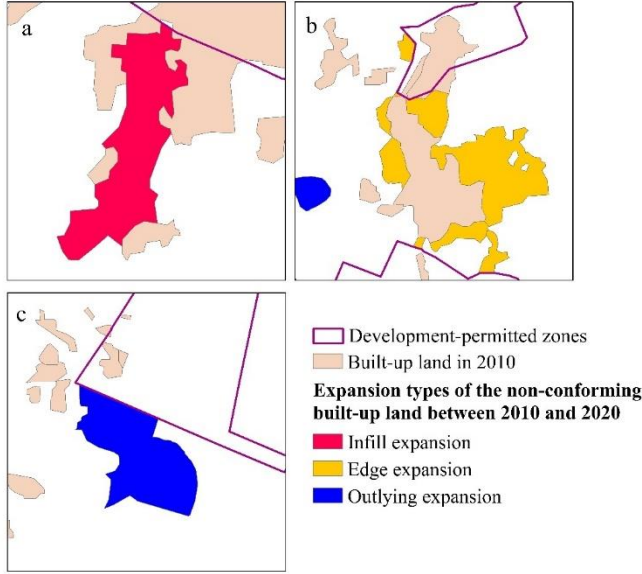 a
b
c
Development-permitted zones
Built-up land in 2010
Expansion types of the non-conforming
built-up land between 2010 and 2020
Infill expansion
Edge expansion
Outlying expansion